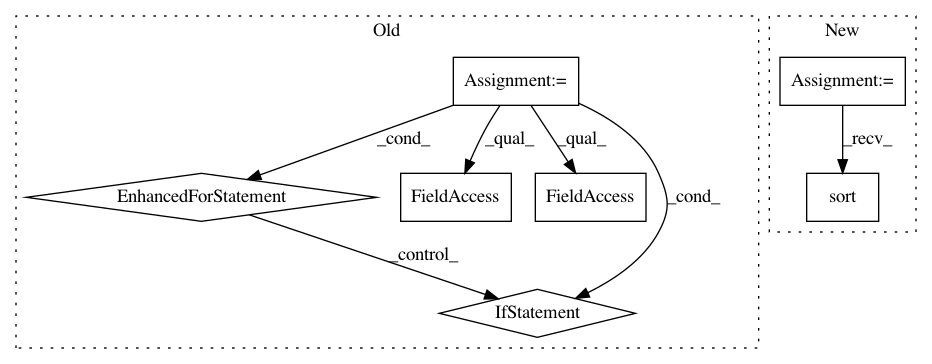 Old
New
Assignment:=
Assignment:=
_cond_
_qual_
_qual_
_recv_
EnhancedForStatement
FieldAccess
FieldAccess
_cond_
sort
_control_
IfStatement